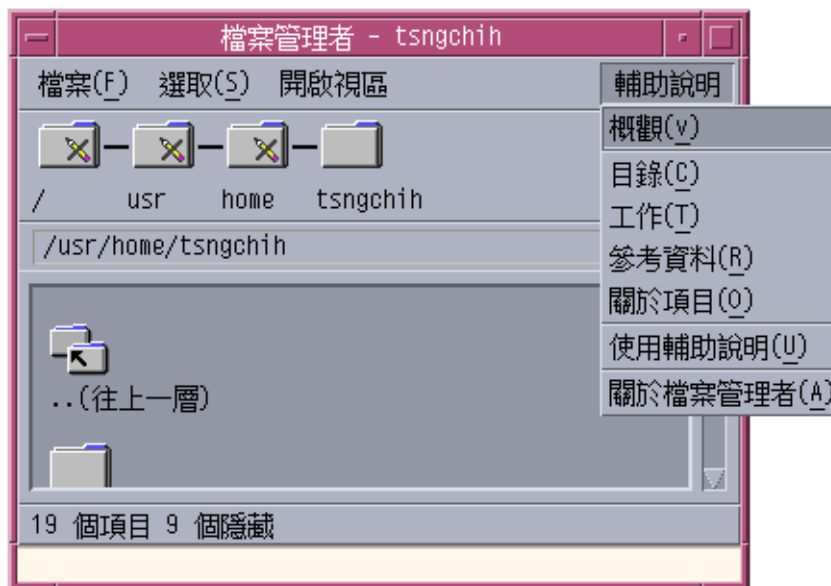 檔案管理者 - tsngchih
檔案(F) 選取(S) 開啟視區 輔助說明
概觀(v)
目錄(C)
工作(T)
參考資料(R)
關於項目(O)
使用輔助說明(U)
關於檔案管理者(A)
/ usr home tsngchih
/usr/home/tsngchih
..(往上一層)
19 個項目 9 個隱藏